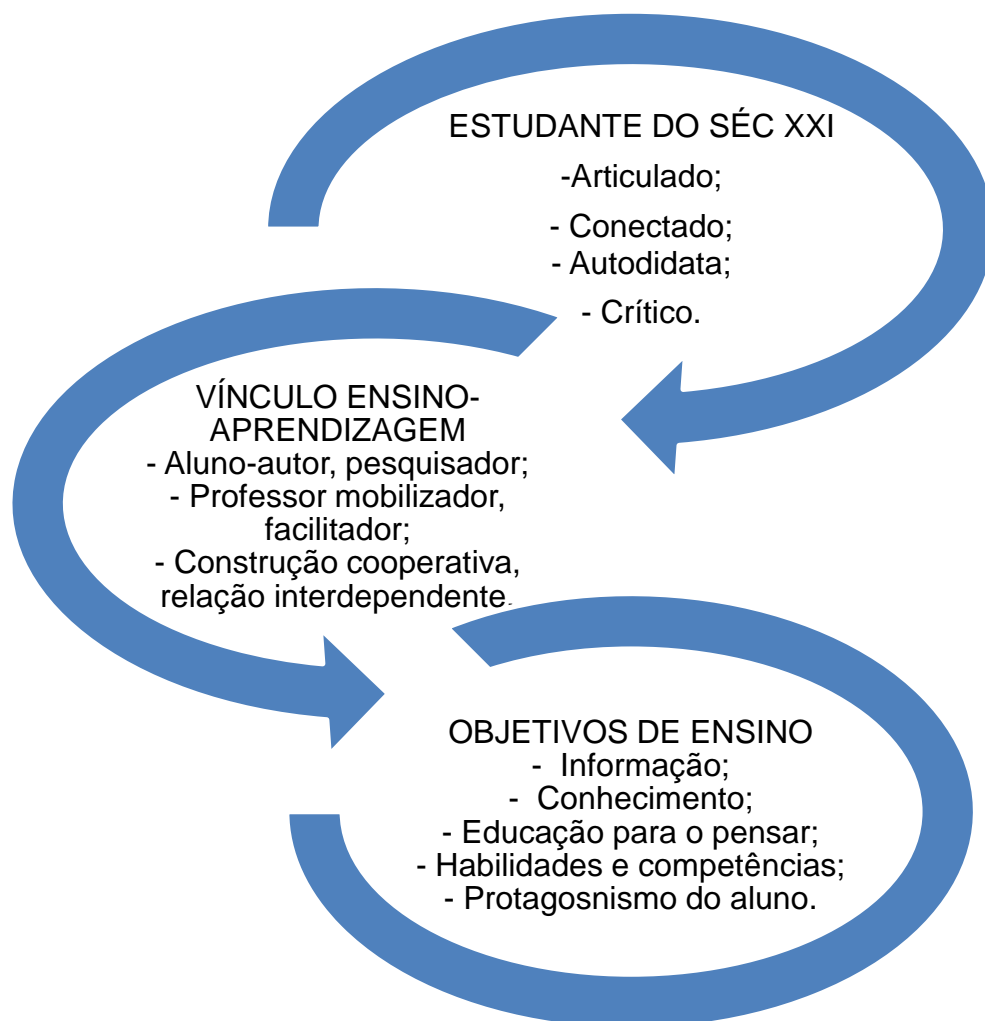 ESTUDANTE DO SÉC XXI
-Articulado;
- Conectado;
- Autodidata;
- Crítico.
VÍNCULO ENSINO-
APRENDIZAGEM
- Aluno-autor, pesquisador;
- Professor mobilizador,
facilitador;
- Construção cooperativa,
relação interdependente.
OBJETIVOS DE ENSINO
- Informação;
- Conhecimento;
- Educação para o pensar;
- Habilidades e competências;
- Protagosnismo do aluno.